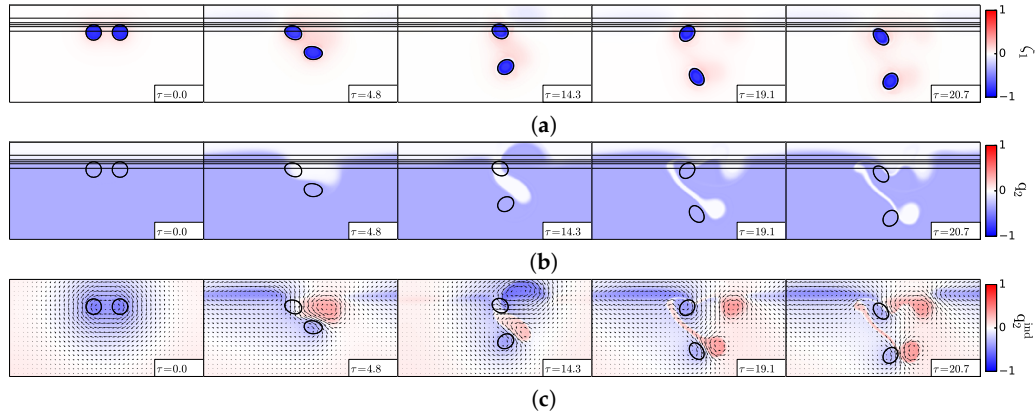 1
0
−1
ζ1
τ=0.0
τ=4.8
τ=14.3
τ=19.1
τ=20.7
(a)
1
0
−1
q2
τ=0.0
τ=4.8
τ=14.3
τ=19.1
τ=20.7
(b)
1
0
−1
q2ind
τ=0.0
τ=4.8
τ=14.3
τ=19.1
τ=20.7
(c)